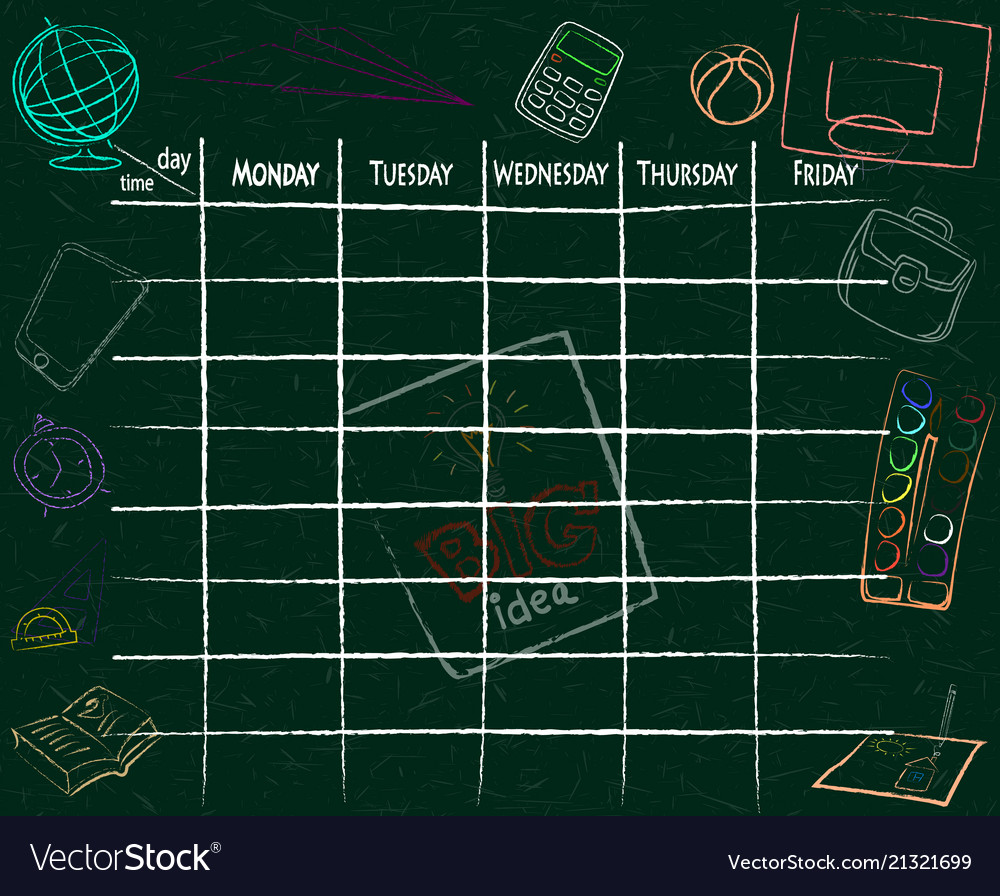 day
time
MONDAY
TUESDAY
WEDNESDAY
THURSDAY
FRIDAY
BIG
idea
VectorStock®
VectorStock.com/21321699